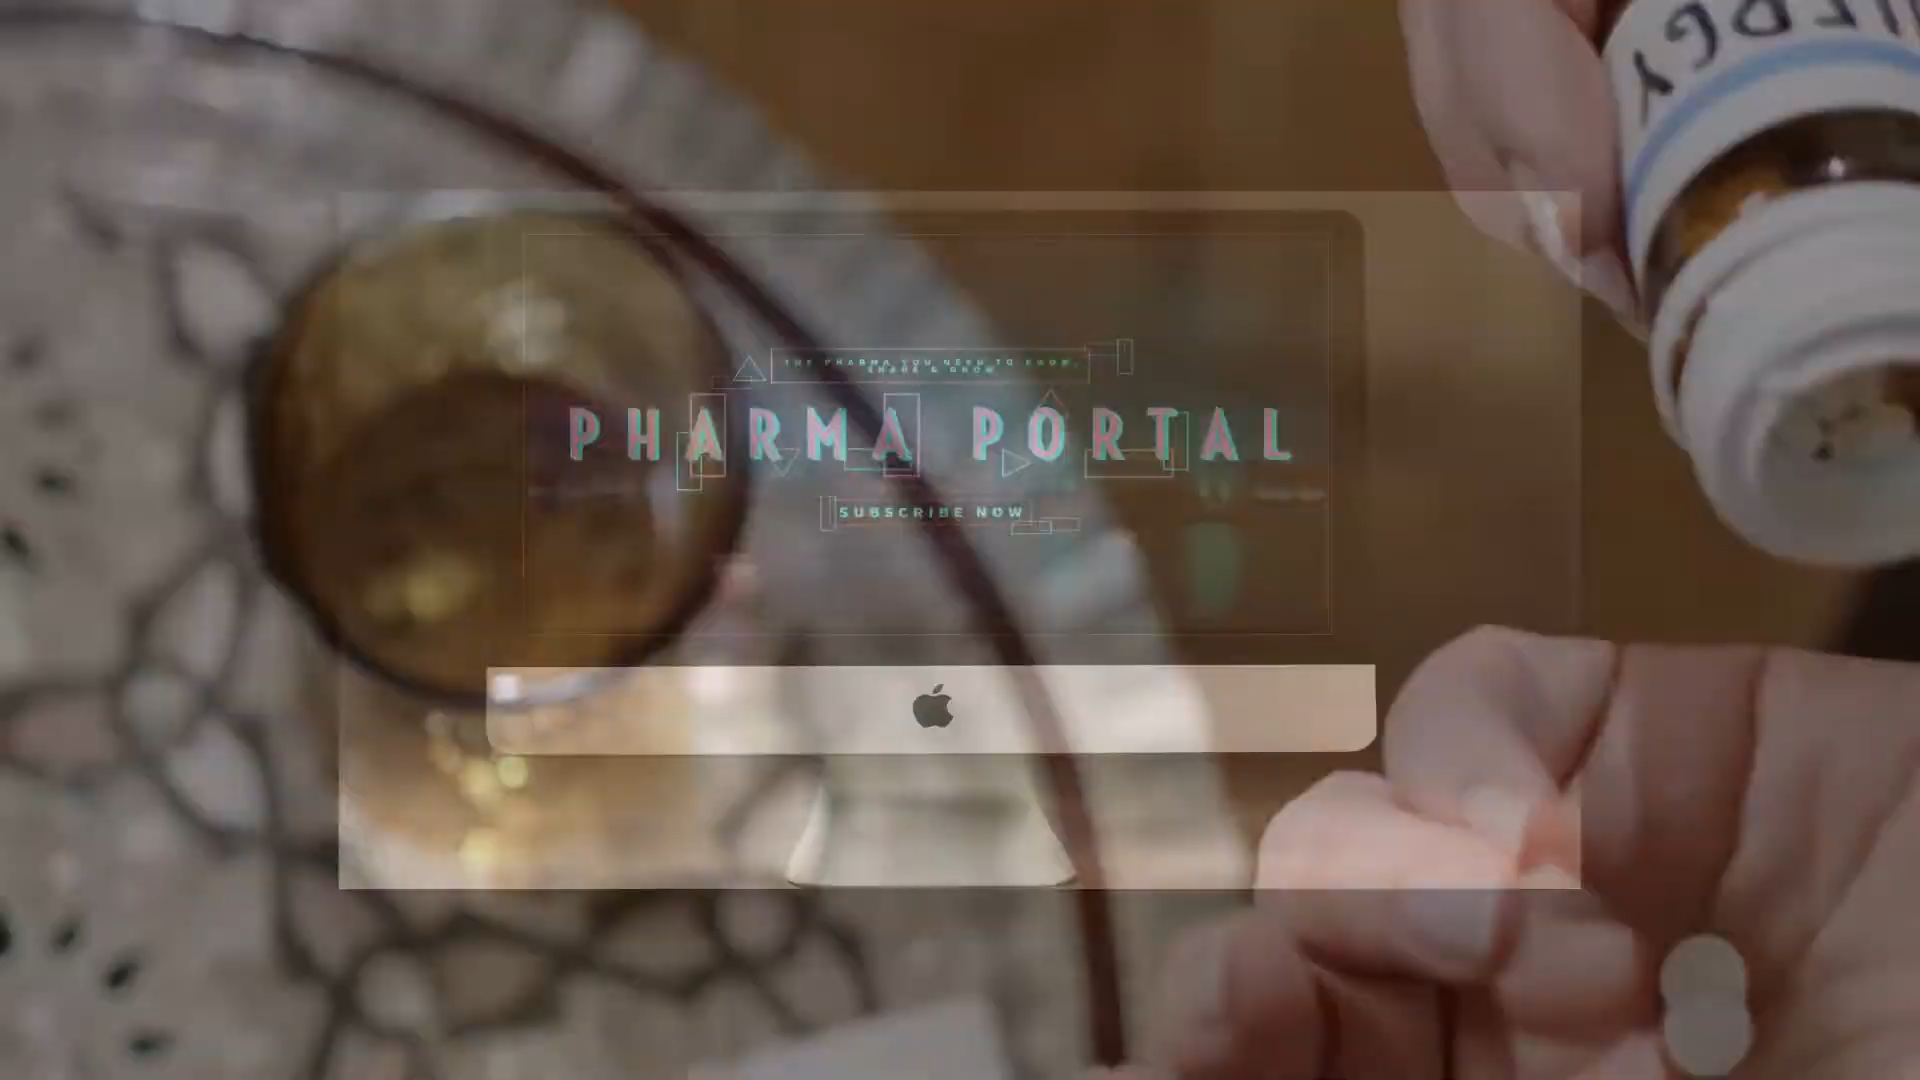 THE PHARMA YOU NEED TO KNOW,
SHARE & GROW
PHARMA PORTAL
SUBSCRIBE NOW